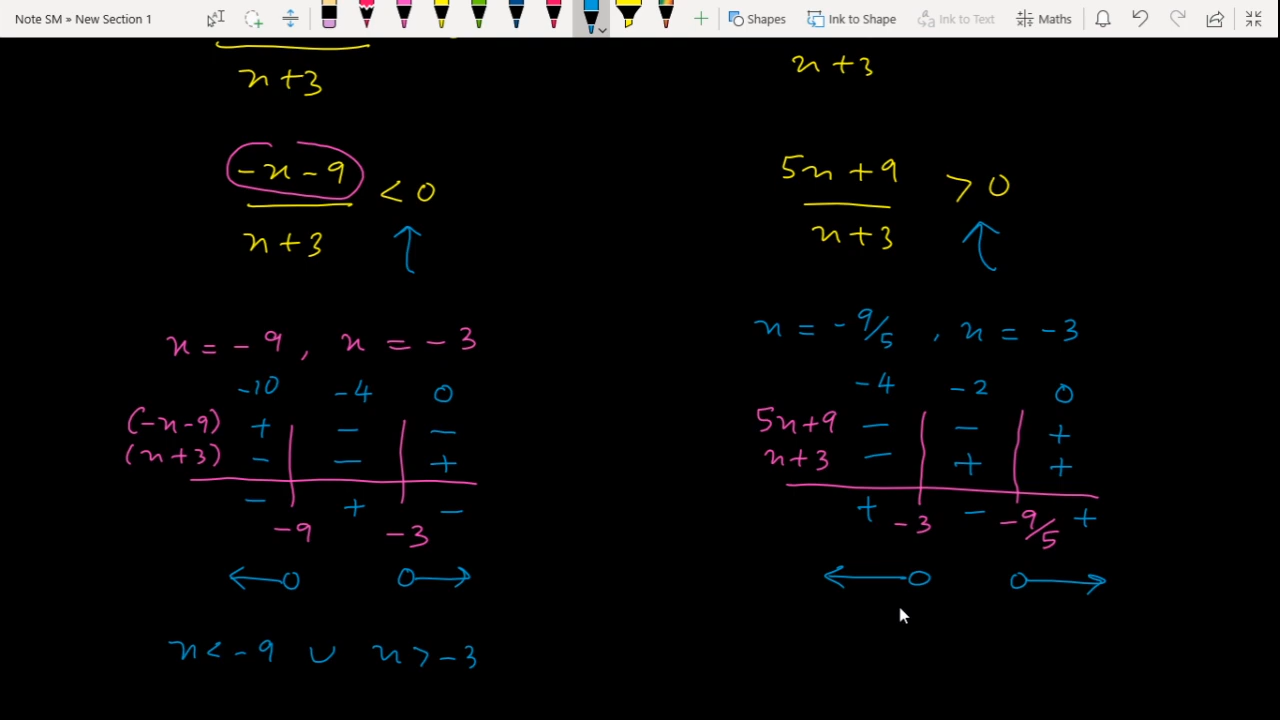 Note SM » New Section 1
Shapes Ink to Shape Ink to Text Maths
x+3
-x-9 < 0
x+3
x = -9, x = -3
-10 -4 0
(-x-9) + - -
(x+3) - - +
- + -
-9 -3
x < -9 ∪ x > -3
x+3
5x+9 > 0
x+3
x = -9/5, x = -3
-4 -2 0
5x+9 - - +
x+3 - + +
+ -3 - -9/5 +